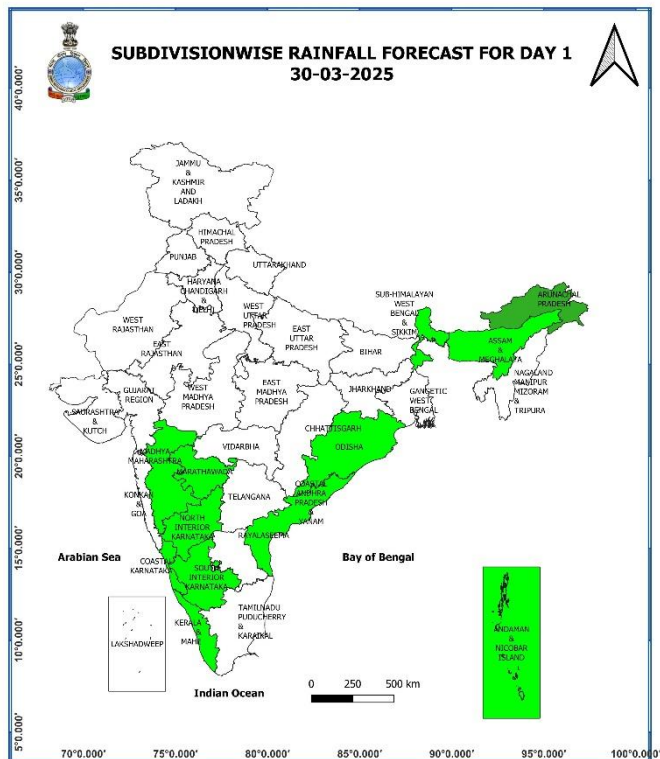 SUBDIVISIONWISE RAINFALL FORECAST FOR DAY 1
30-03-2025
40°0.000'
35°0.000'
30°0.000'
25°0.000'
20°0.000'
15°0.000'
10°0.000'
5°0.000'
JAMMU
&
KASHMIR
AND
LADAKH
HIMACHAL
PRADESH
PUNJAB
UTTARAKHAND
HARYANA
CHANDIGARH
&
DELHI
WEST
UTTAR
PRADESH
WEST
RAJASTHAN
EAST
RAJASTHAN
EAST
UTTAR
PRADESH
BIHAR
SUB-HIMALAYAN
WEST
BENGAL
&
SIKKIM
ARUNACHAL
PRADESH
ASSAM
&
MEGHALAYA
NAGALAND
MANIPUR
MIZORAM
&
TRIPURA
GUJARAT
REGION
SAURASHTRA
&
KUTCH
WEST
MADHYA
PRADESH
EAST
MADHYA
PRADESH
JHARKHAND
GANGETIC
WEST
BENGAL
CHHATTISGARH
ODISHA
VIDARBHA
MADHYA
MAHARASHTRA
MARATHAWADA
KONKAN
&
GOA
TELANGANA
COASTAL
ANDHRA
PRADESH
&
YANAM
NORTH
INTERIOR
KARNATAKA
RAYALASEEMA
COASTAL
KARNATAKA
SOUTH
INTERIOR
KARNATAKA
Arabian Sea
Bay of Bengal
KERALA
&
MAHE
TAMILNADU
PUDUCHERRY
&
KARAIKAL
LAKSHADWEEP
ANDAMAN
&
NICOBAR
ISLAND
Indian Ocean
0 250 500 km
70°0.000' 75°0.000' 80°0.000' 85°0.000' 90°0.000' 95°0.000' 100°0.000'